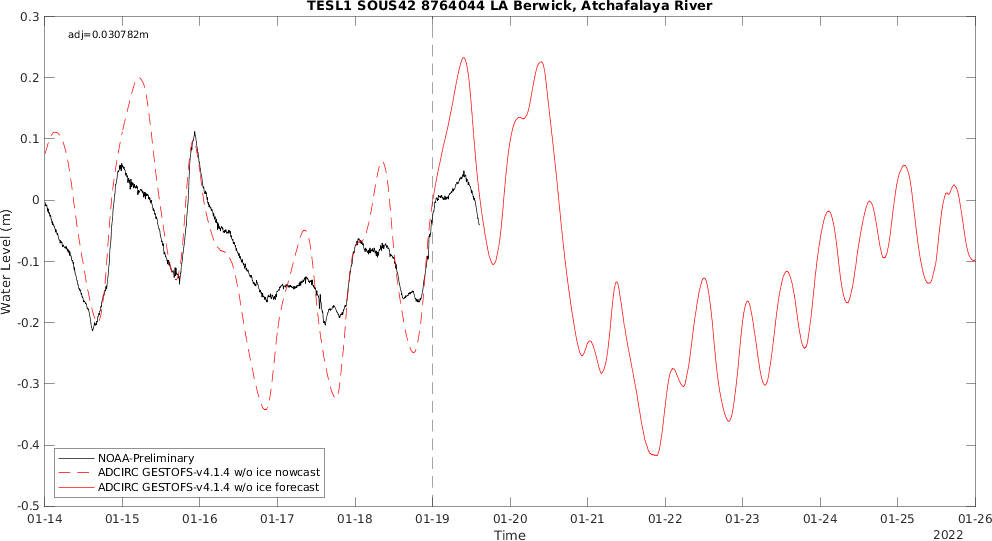 TESL1 SOUS42 8764044 LA Berwick, Atchafalaya River
adj=0.030782m
0.3
0.2
0.1
0
-0.1
-0.2
-0.3
-0.4
-0.5
Water Level (m)
NOAA-Preliminary
ADCIRC GESTOFS-v4.1.4 w/o ice nowcast
ADCIRC GESTOFS-v4.1.4 w/o ice forecast
01-14 01-15 01-16 01-17 01-18 01-19 01-20 01-21 01-22 01-23 01-24 01-25 01-26
Time
2022